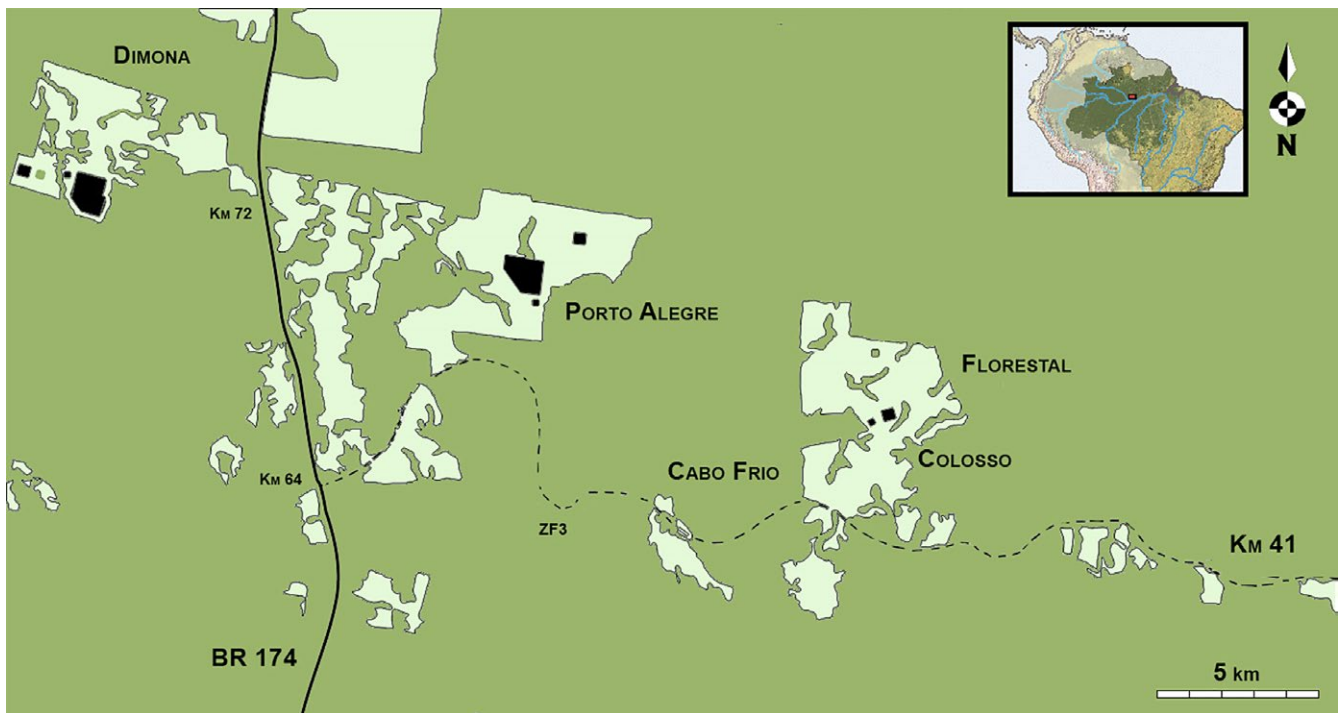 Dimona
N
Km 72
Porto Alegre
Florestal
Cabo Frio
Colosso
Km 64
ZF3
Km 41
BR 174
5 km